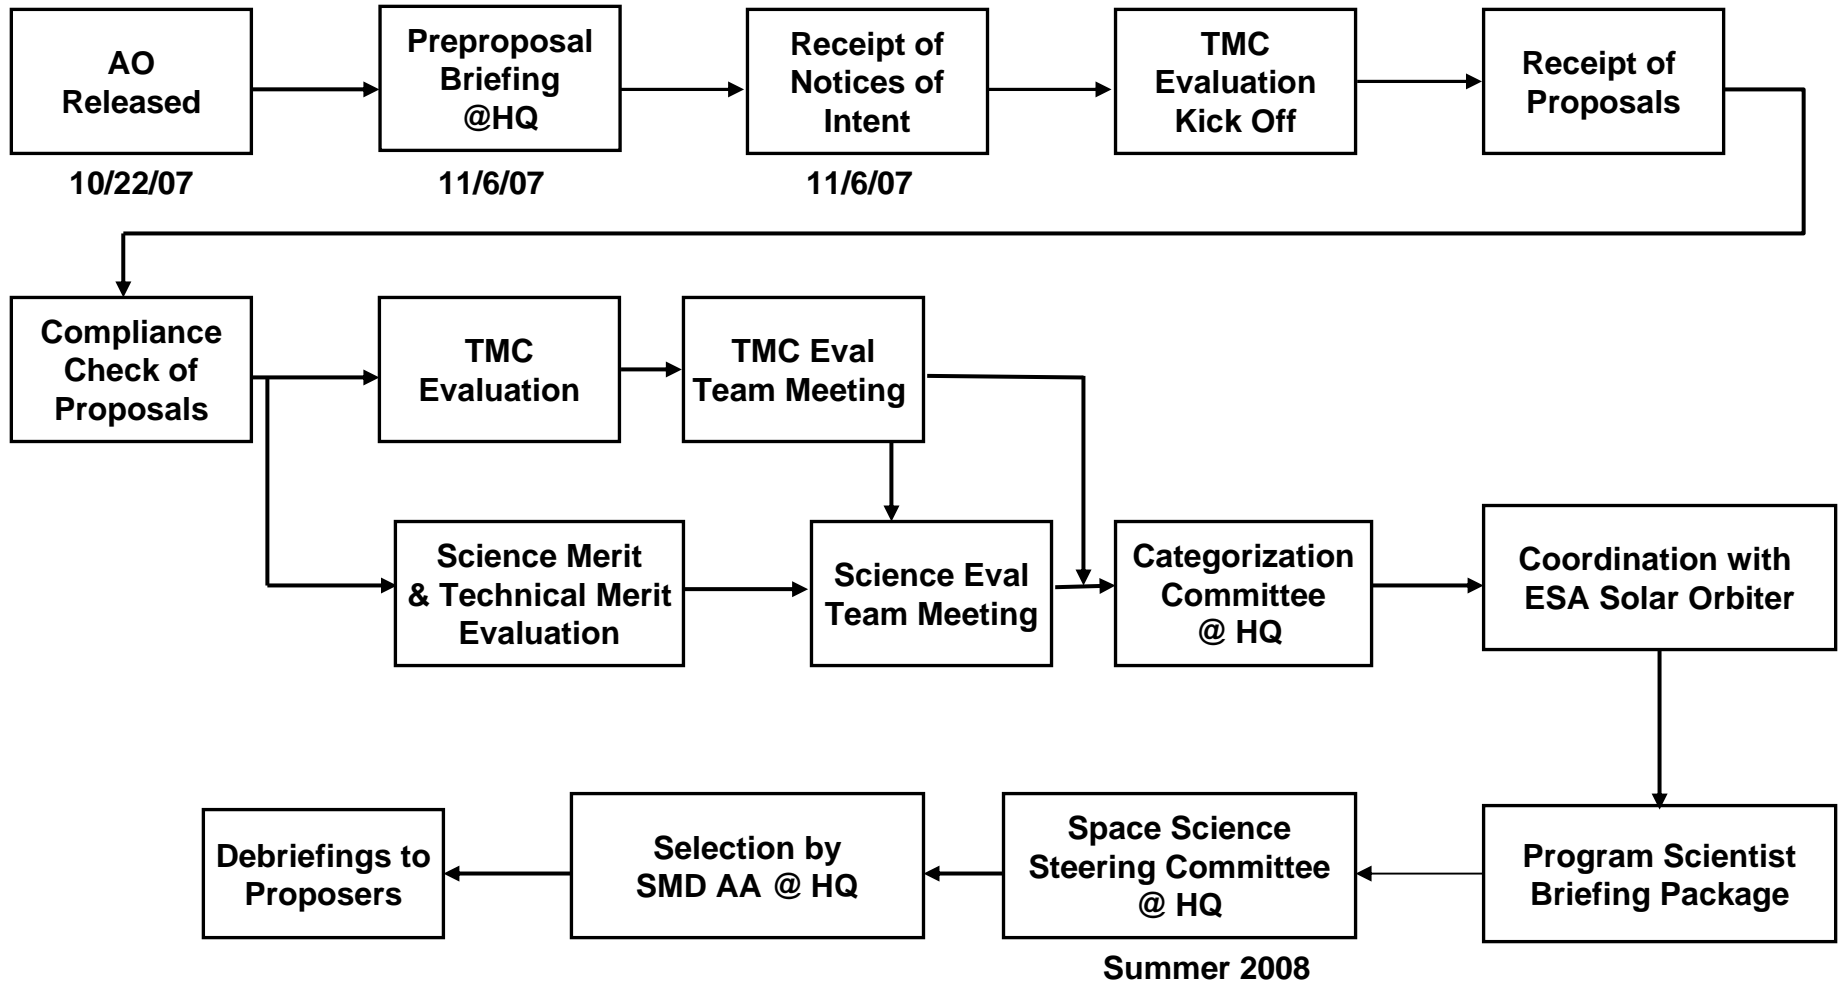 AO
Released
10/22/07
Preproposal
Briefing
@HQ
11/6/07
Receipt of
Notices of
Intent
11/6/07
TMC
Evaluation
Kick Off
Receipt of
Proposals
Compliance
Check of
Proposals
TMC
Evaluation
TMC Eval
Team Meeting
Science Merit
& Technical Merit
Evaluation
Science Eval
Team Meeting
Categorization
Committee
@ HQ
Coordination with
ESA Solar Orbiter
Program Scientist
Briefing Package
Space Science
Steering Committee
@ HQ
Summer 2008
Selection by
SMD AA @ HQ
Debriefings to
Proposers